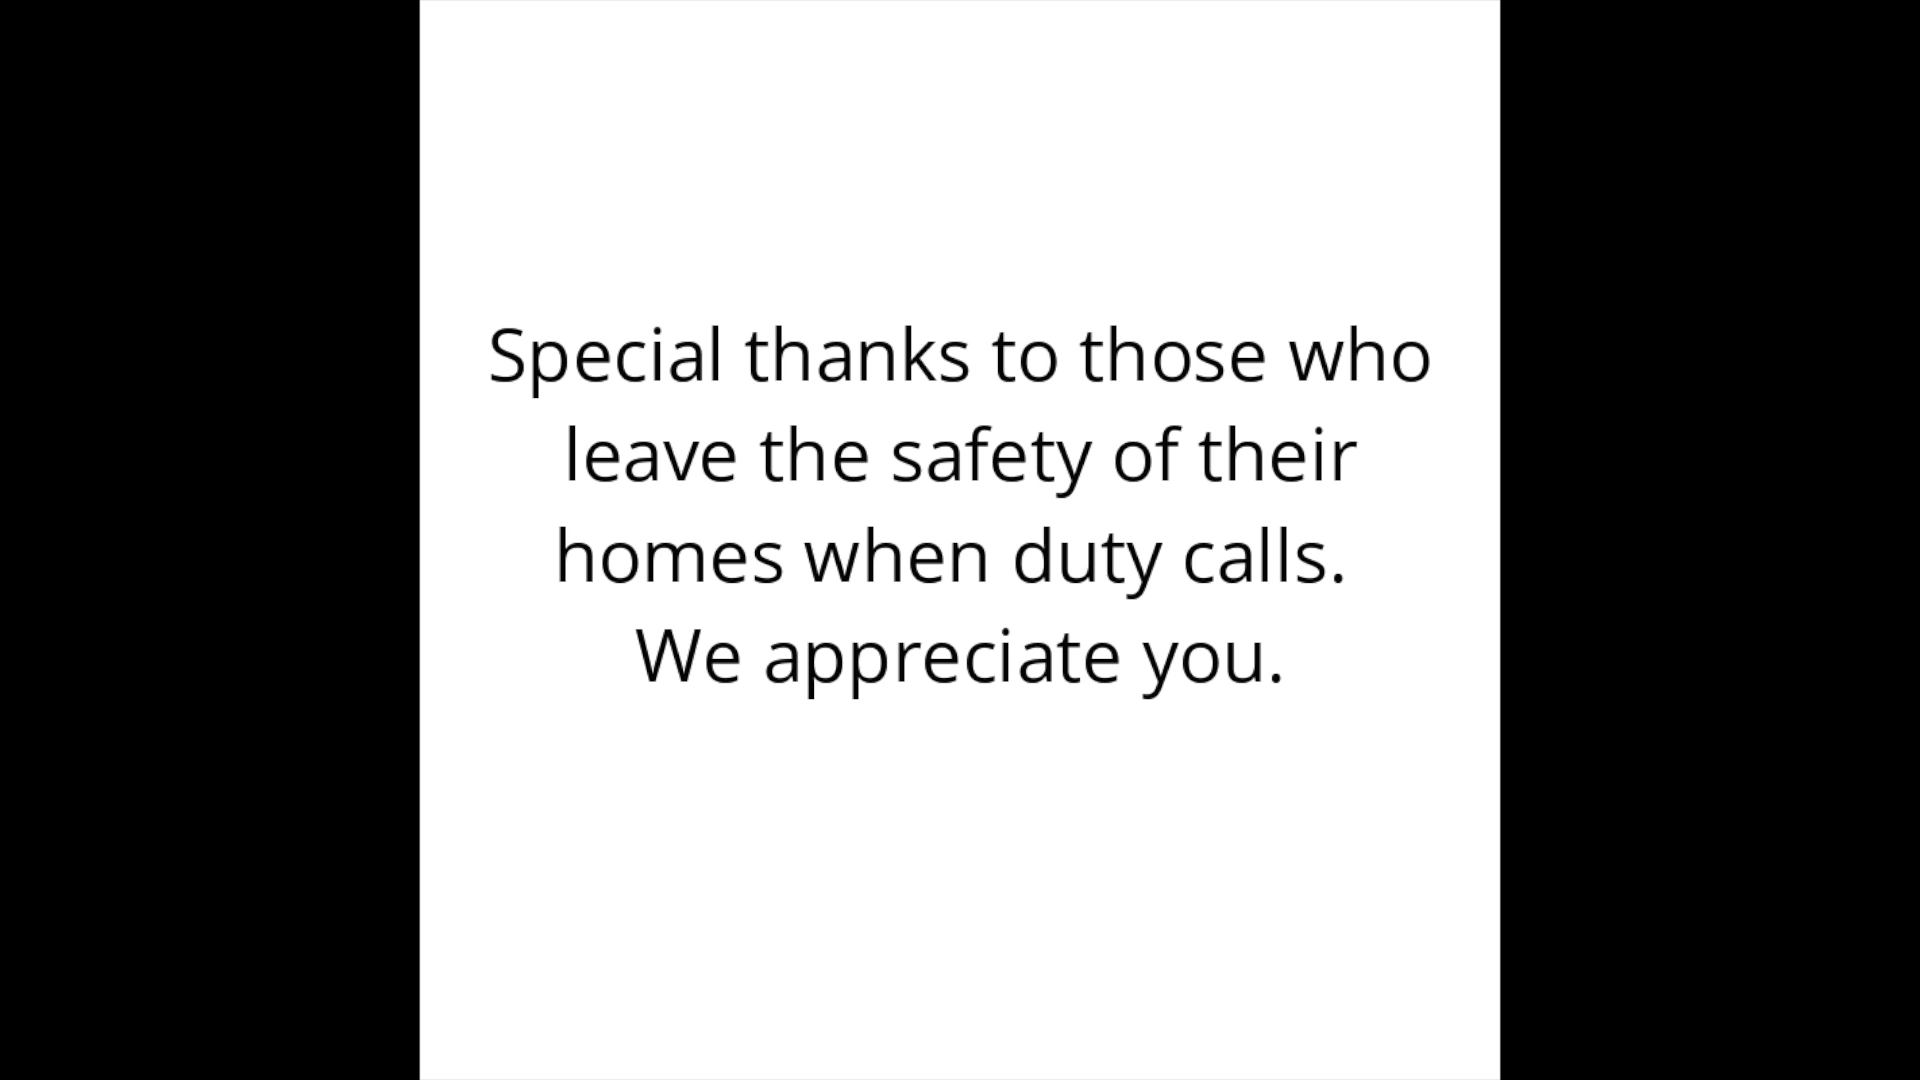 Special thanks to those who
leave the safety of their
homes when duty calls.
We appreciate you.